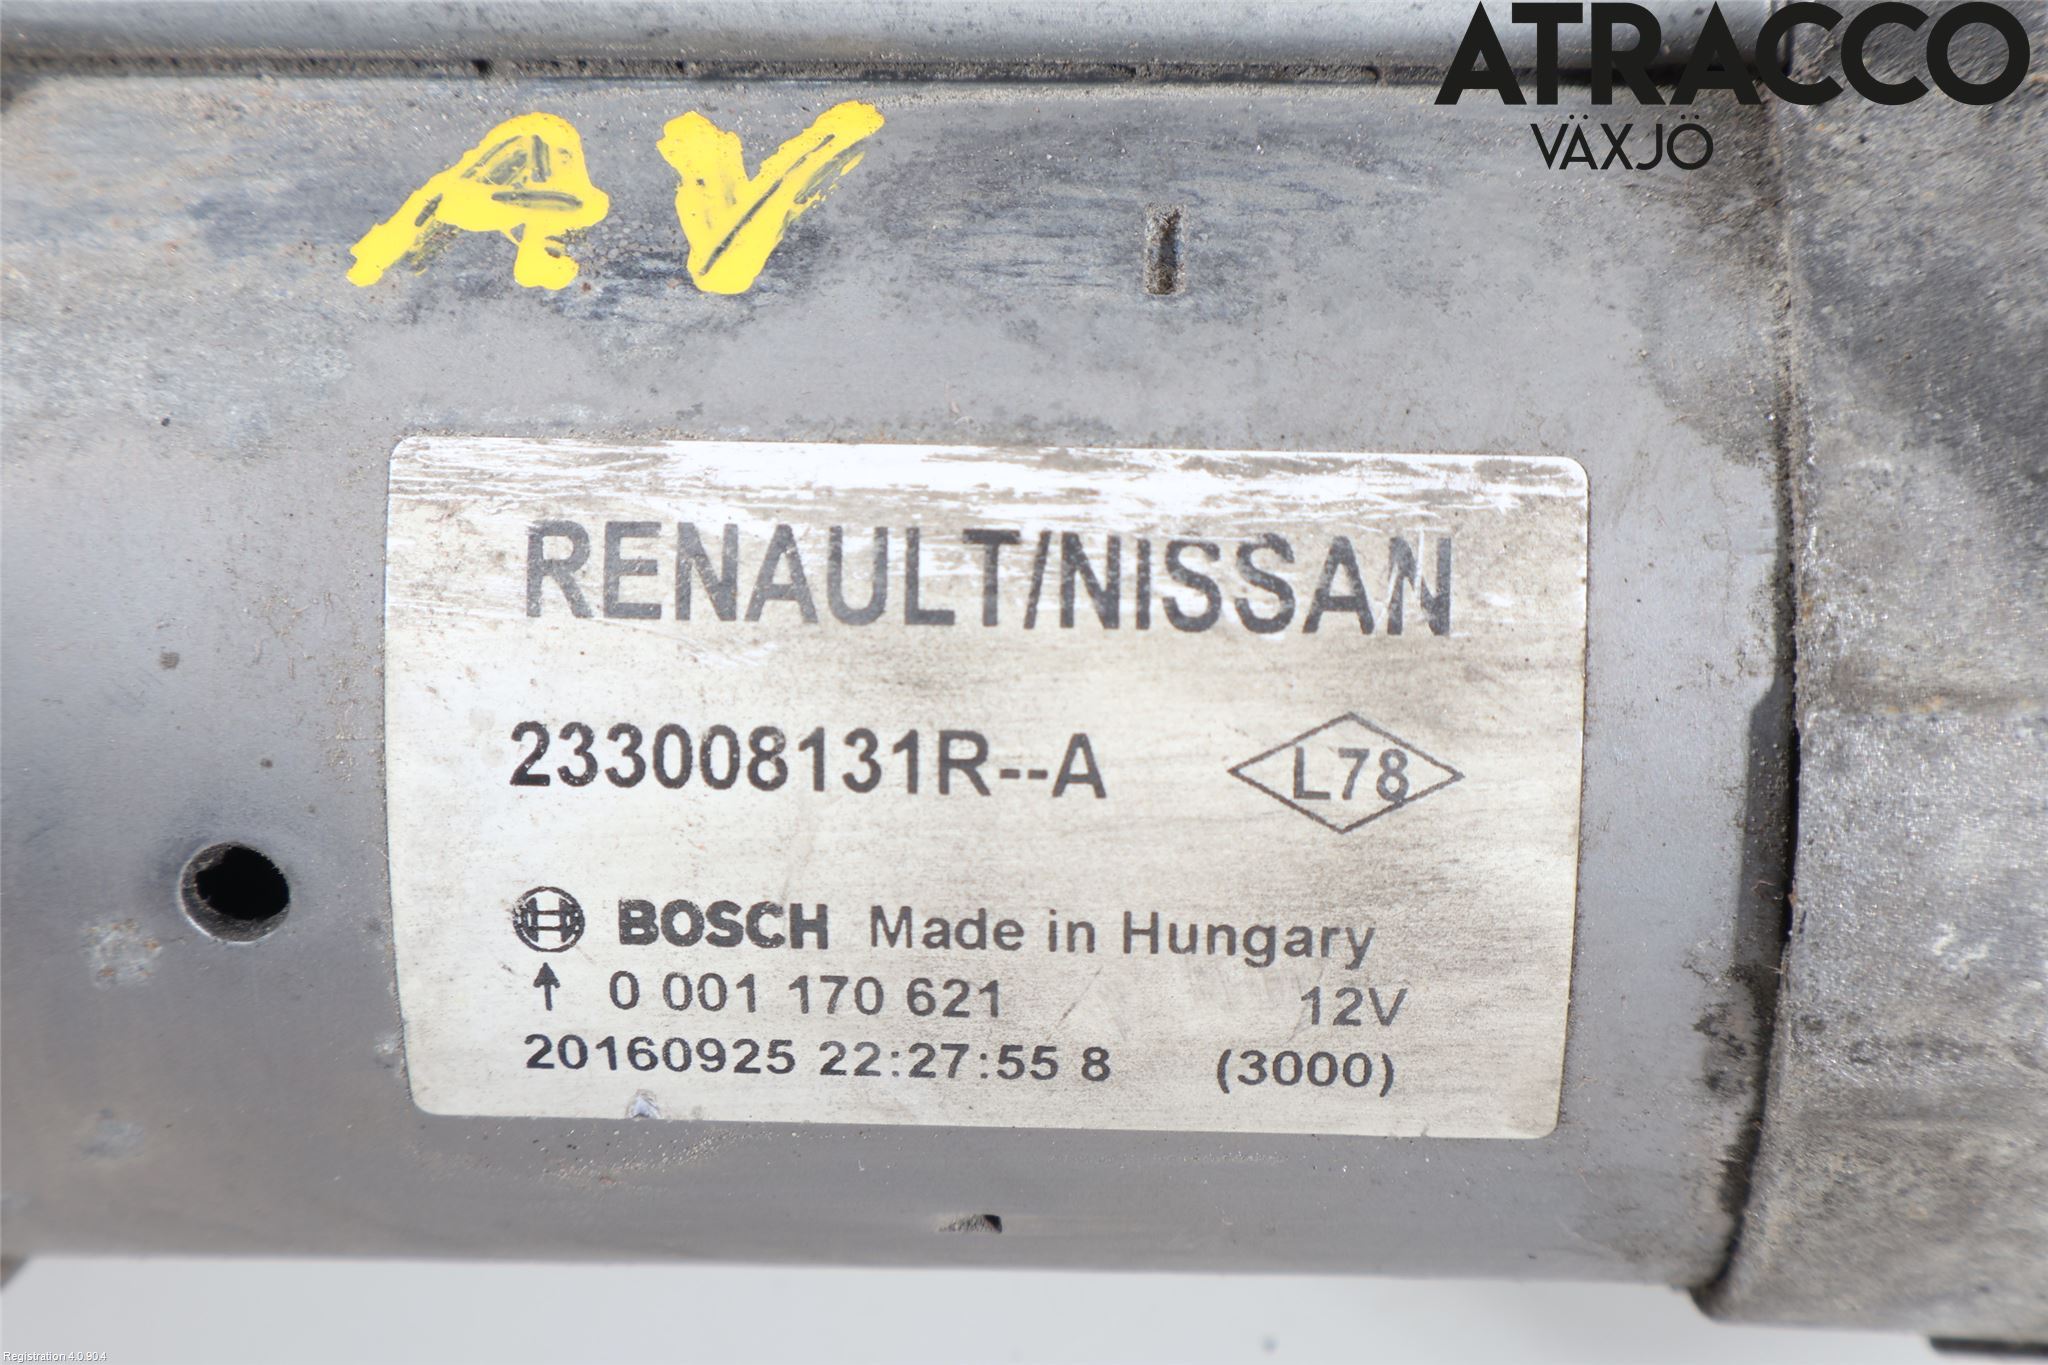 ATRACCO
VÄXJÖ
AV
RENAULT/NISSAN
233008131R--A
L78
BOSCH Made in Hungary
↑ 0 001 170 621 12V
20160925 22:27:55 8 (3000)
Registration 4.0.90.4